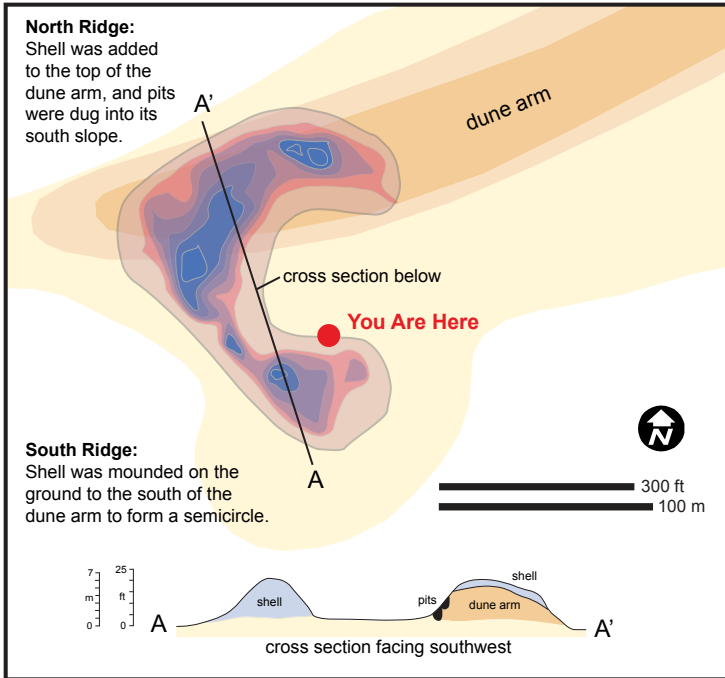 North Ridge:
Shell was added
to the top of the
dune arm, and pits
were dug into its
south slope.
A'
dune arm
cross section below
You Are Here
South Ridge:
Shell was mounded on the
ground to the south of the
dune arm to form a semicircle.
A
N
300 ft
100 m
7
m
0
25
ft
0
A
shell
pits
shell
dune arm
A'
cross section facing southwest